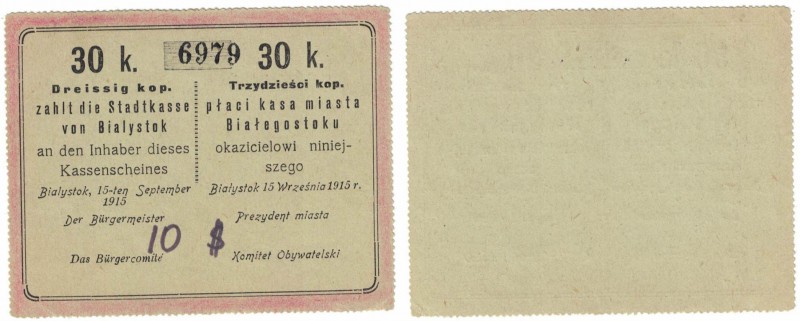 30 k. 6979 30 k.
Dreissig kop.
zahlt die Stadtkasse
von Bialystok
an den Inhaber dieses
Kassenscheines
Bialystok, 15-ten September
1915
Der Bürgermeister
Das Bürgercomité
Trzydzieści kop.
płaci kasa miasta
Białegostoku
okazicielowi niniej-
szego
Białystok 15 Września 1915 r.
Prezydent miasta
Komitet Obywatelski
10 $